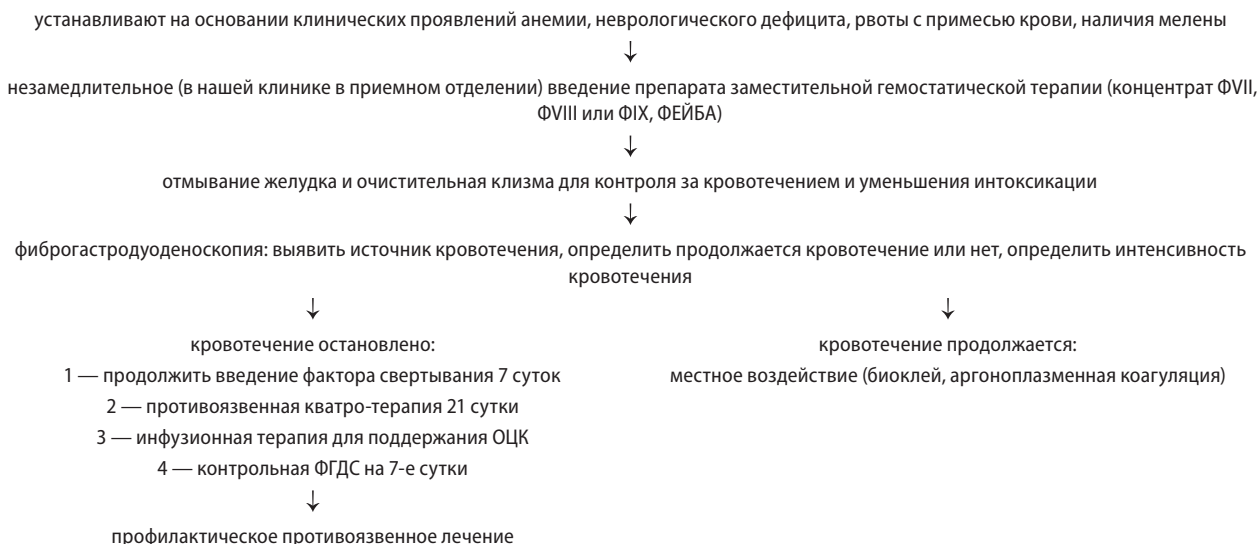 устанавливают на основании клинических проявлений анемии, неврологического дефицита, рвоты с примесью крови, наличия мелены
↓
незамедлительное (в нашей клинике в приемном отделении) введение препарата заместительной гемостатической терапии (концентрат ФVII,
ФVIII или ФIX, ФЕЙБА)
↓
отмывание желудка и очистительная клизма для контроля за кровотечением и уменьшения интоксикации
↓
фиброгастродуоденоскопия: выявить источник кровотечения, определить продолжается кровотечение или нет, определить интенсивность
кровотечения
↓ ↓
кровотечение остановлено:
1 — продолжить введение фактора свертывания 7 суток
2 — противоязвенная кватро-терапия 21 сутки
3 — инфузионная терапия для поддержания ОЦК
4 — контрольная ФГДС на 7-е сутки
↓
профилактическое противоязвенное лечение
кровотечение продолжается:
местное воздействие (биоклей, аргоноплазменная коагуляция)